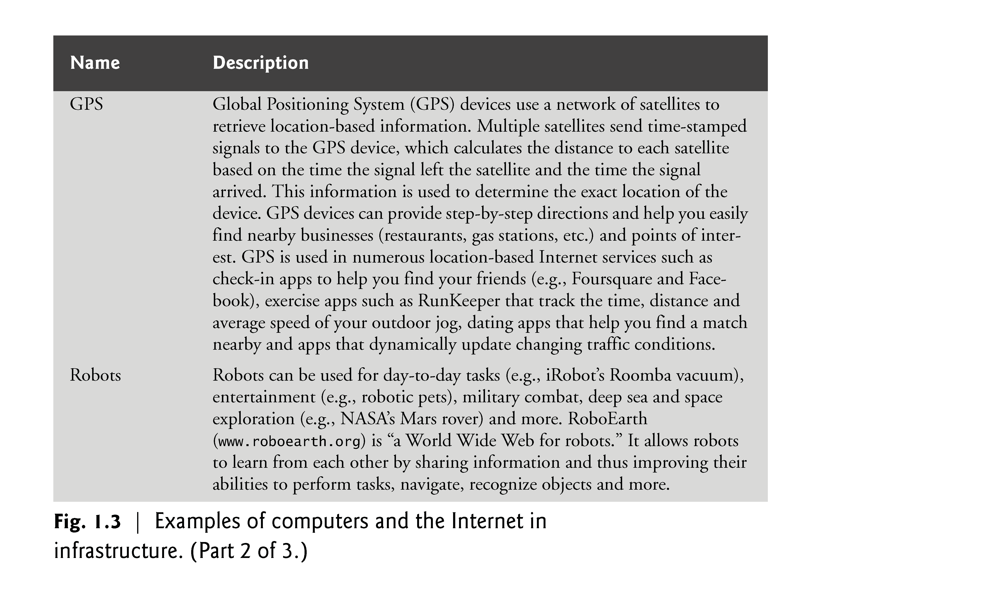 Name Description
GPS Global Positioning System (GPS) devices use a network of satellites to
retrieve location-based information. Multiple satellites send time-stamped
signals to the GPS device, which calculates the distance to each satellite
based on the time the signal left the satellite and the time the signal
arrived. This information is used to determine the exact location of the
device. GPS devices can provide step-by-step directions and help you easily
find nearby businesses (restaurants, gas stations, etc.) and points of inter-
est. GPS is used in numerous location-based Internet services such as
check-in apps to help you find your friends (e.g., Foursquare and Face-
book), exercise apps such as RunKeeper that track the time, distance and
average speed of your outdoor jog, dating apps that help you find a match
nearby and apps that dynamically update changing traffic conditions.
Robots Robots can be used for day-to-day tasks (e.g., iRobot’s Roomba vacuum),
entertainment (e.g., robotic pets), military combat, deep sea and space
exploration (e.g., NASA’s Mars rover) and more. RoboEarth
(www.roboearth.org) is “a World Wide Web for robots.” It allows robots
to learn from each other by sharing information and thus improving their
abilities to perform tasks, navigate, recognize objects and more.
Fig. 1.3 | Examples of computers and the Internet in
infrastructure. (Part 2 of 3.)